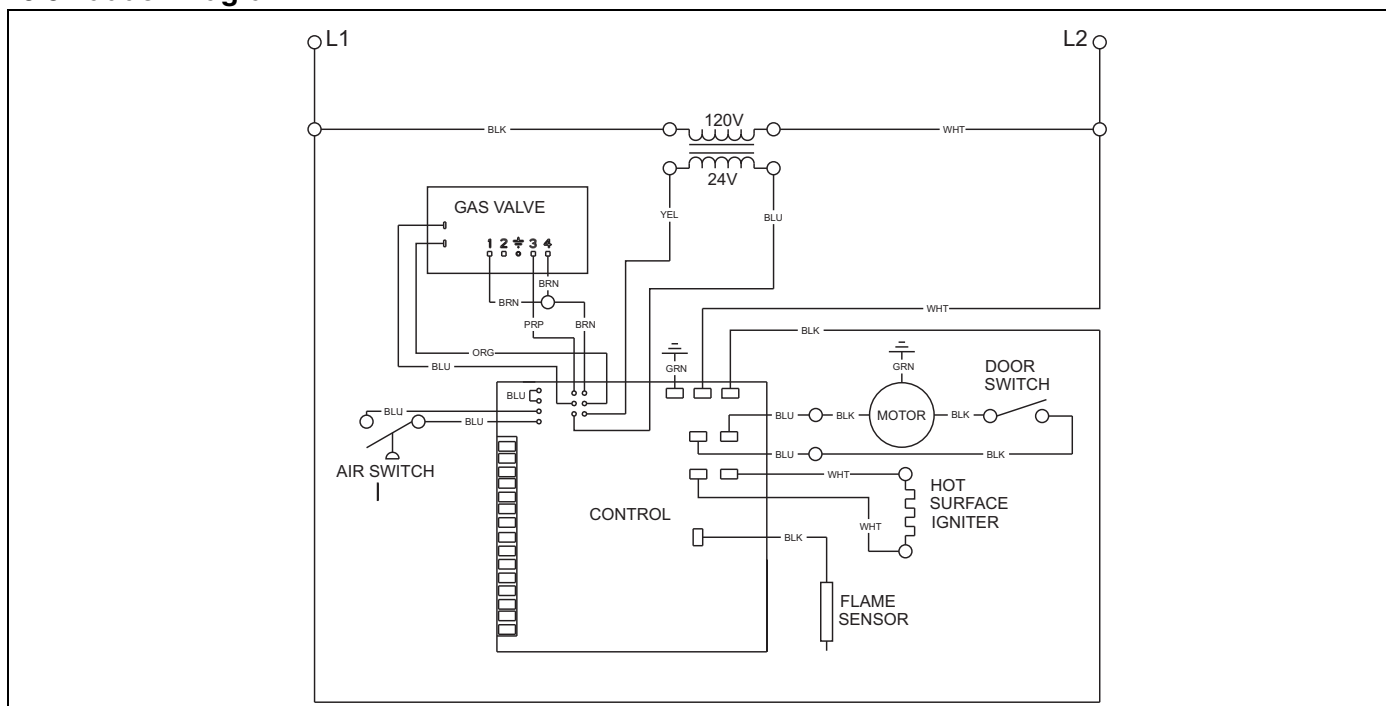 L1
L2
BLK
120V
WHT
24V
GAS VALVE
YEL
BLU
1 2 3 4
BRN
BRN
PRP
BRN
WHT
BLK
ORG
BLU
GRN
GRN
DOOR
SWITCH
BLU
BLU
BLU
BLU
BLK
MOTOR
BLK
BLU
BLK
AIR SWITCH
WHT
HOT
SURFACE
IGNITER
CONTROL
WHT
BLK
FLAME
SENSOR